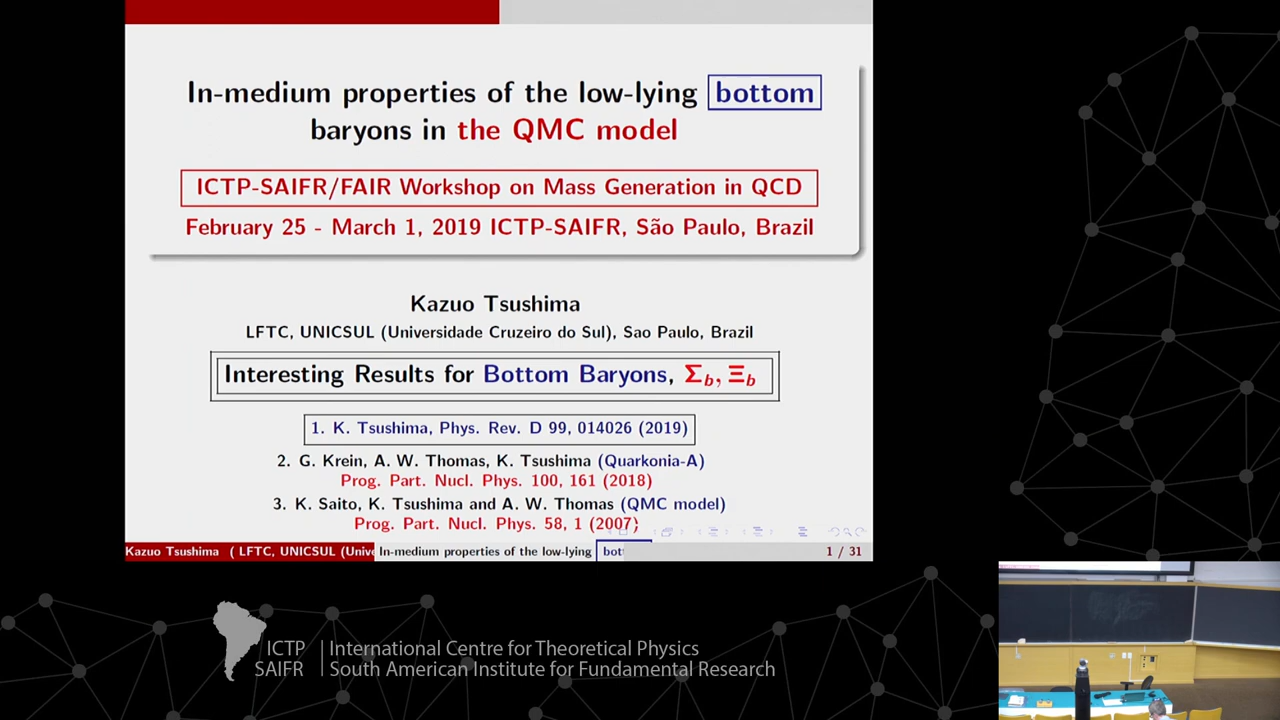 In-medium properties of the low-lying bottom
baryons in the QMC model
ICTP-SAIFR/FAIR Workshop on Mass Generation in QCD
February 25 - March 1, 2019 ICTP-SAIFR, São Paulo, Brazil
Kazuo Tsushima
LFTC, UNICSUL (Universidade Cruzeiro do Sul), Sao Paulo, Brazil
Interesting Results for Bottom Baryons, Σb, Ξb
1. K. Tsushima, Phys. Rev. D 99, 014026 (2019)
2. G. Krein, A. W. Thomas, K. Tsushima (Quarkonia-A)
Prog. Part. Nucl. Phys. 100, 161 (2018)
3. K. Saito, K. Tsushima and A. W. Thomas (QMC model)
Prog. Part. Nucl. Phys. 58, 1 (2007)
Kazuo Tsushima ( LFTC, UNICSUL (Unive In-medium properties of the low-lying bot 1 / 31
ICTP International Centre for Theoretical Physics
SAIFR South American Institute for Fundamental Research